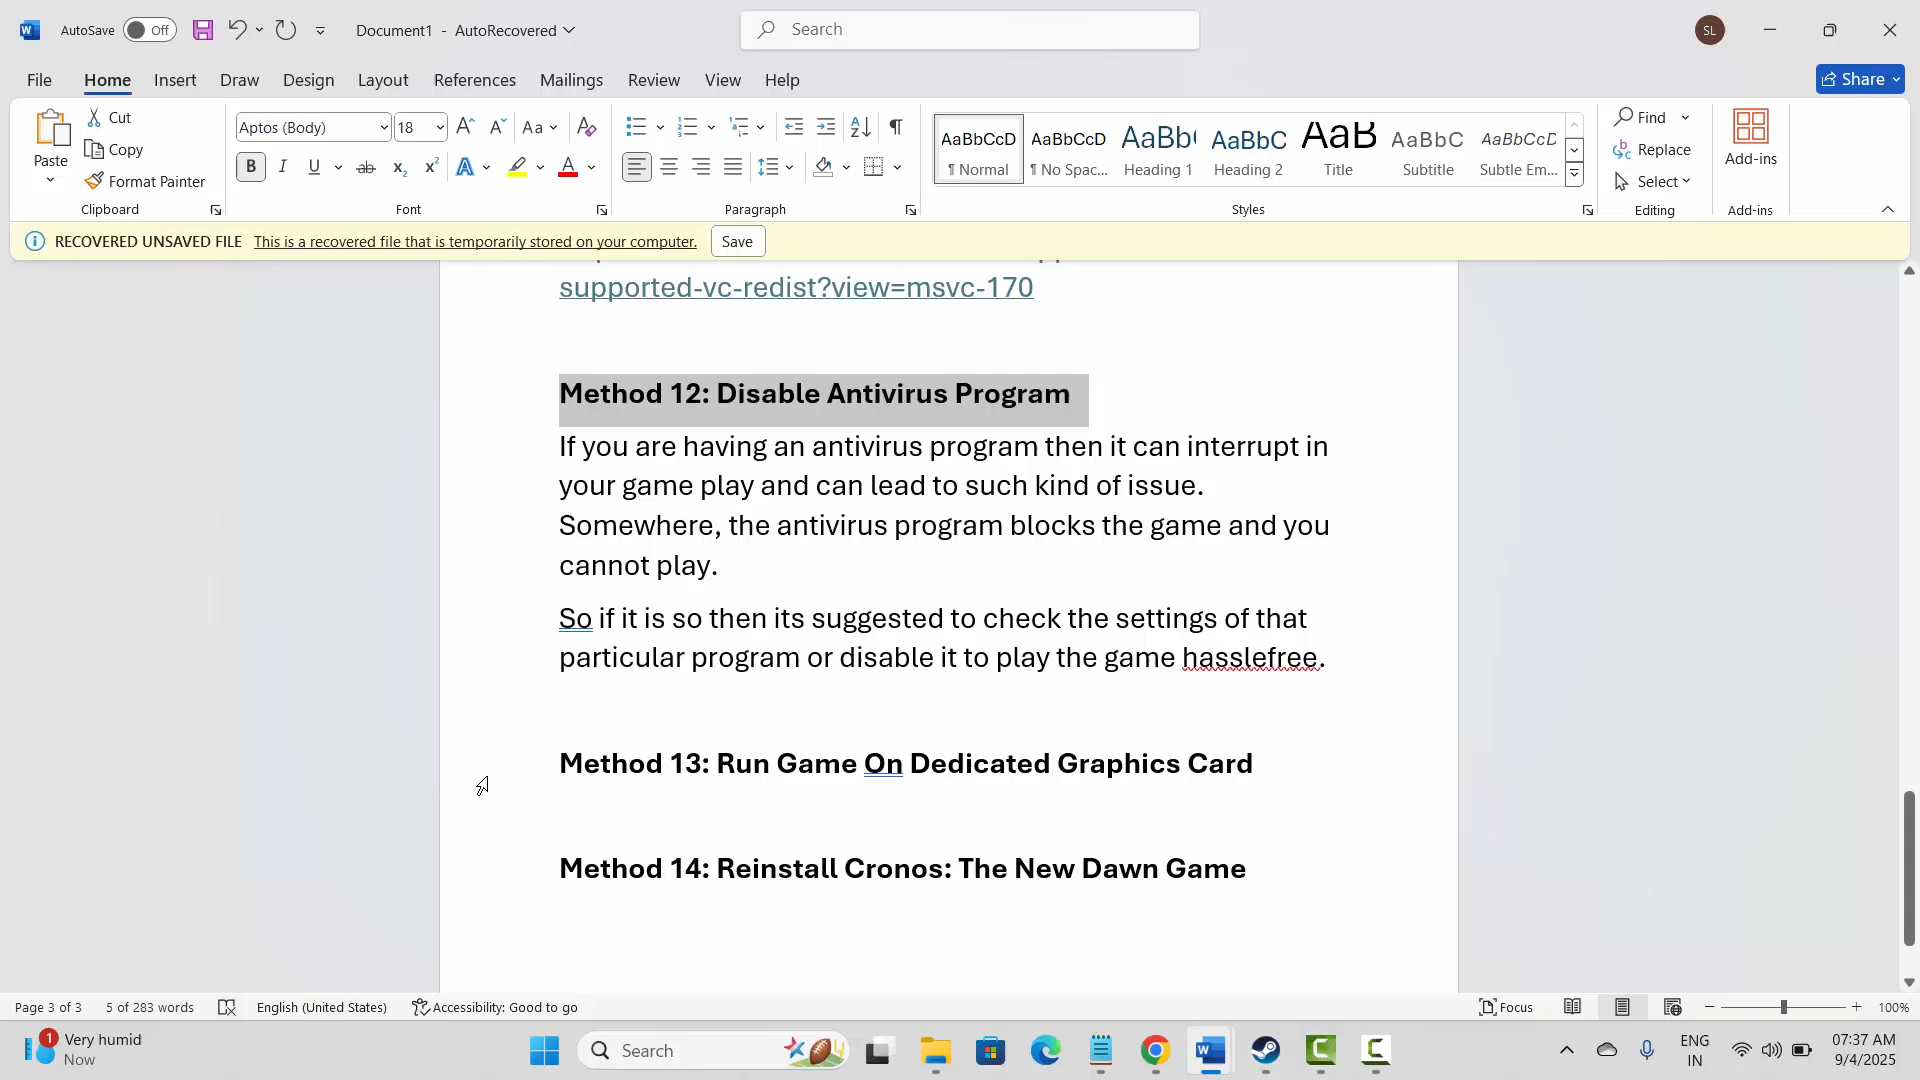 AutoSave Off Document1 - AutoRecovered Search SL
File Home Insert Draw Design Layout References Mailings Review View Help Share
Paste Cut Copy Format Painter Clipboard
Aptos (Body) 18 Aa
B I U ab x₂ x² A A
Font
Paragraph
AaBbCcD AaBbCcD AaBb( AaBbC AaB AaBbC AaBbCcD
¶ Normal ¶ No Spac... Heading 1 Heading 2 Title Subtitle Subtle Em...
Styles
Find Replace Select Editing
Add-ins Add-ins
RECOVERED UNSAVED FILE This is a recovered file that is temporarily stored on your computer. Save
supported-vc-redist?view=msvc-170
Method 12: Disable Antivirus Program
If you are having an antivirus program then it can interrupt in
your game play and can lead to such kind of issue.
Somewhere, the antivirus program blocks the game and you
cannot play.
So if it is so then its suggested to check the settings of that
particular program or disable it to play the game hasslefree.
Method 13: Run Game On Dedicated Graphics Card
Method 14: Reinstall Cronos: The New Dawn Game
Page 3 of 3 5 of 283 words English (United States) Accessibility: Good to go Focus 100%
1 Very humid Now
Search
ENG IN
07:37 AM 9/4/2025